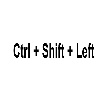 Ctrl + Shift + Left